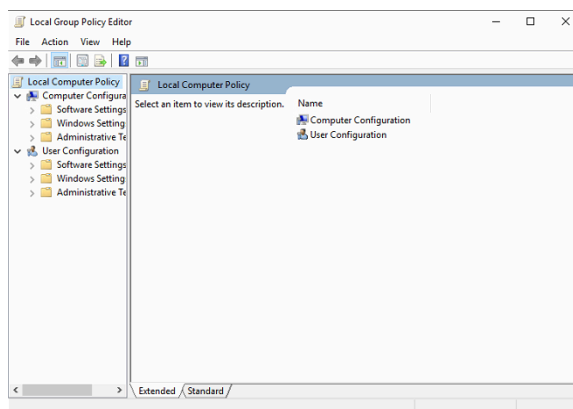 Local Group Policy Editor
File Action View Help
Local Computer Policy
Computer Configura
Software Settings
Windows Setting
Administrative Te
User Configuration
Software Settings
Windows Setting
Administrative Te
Local Computer Policy
Select an item to view its description.
Name
Computer Configuration
User Configuration
Extended Standard